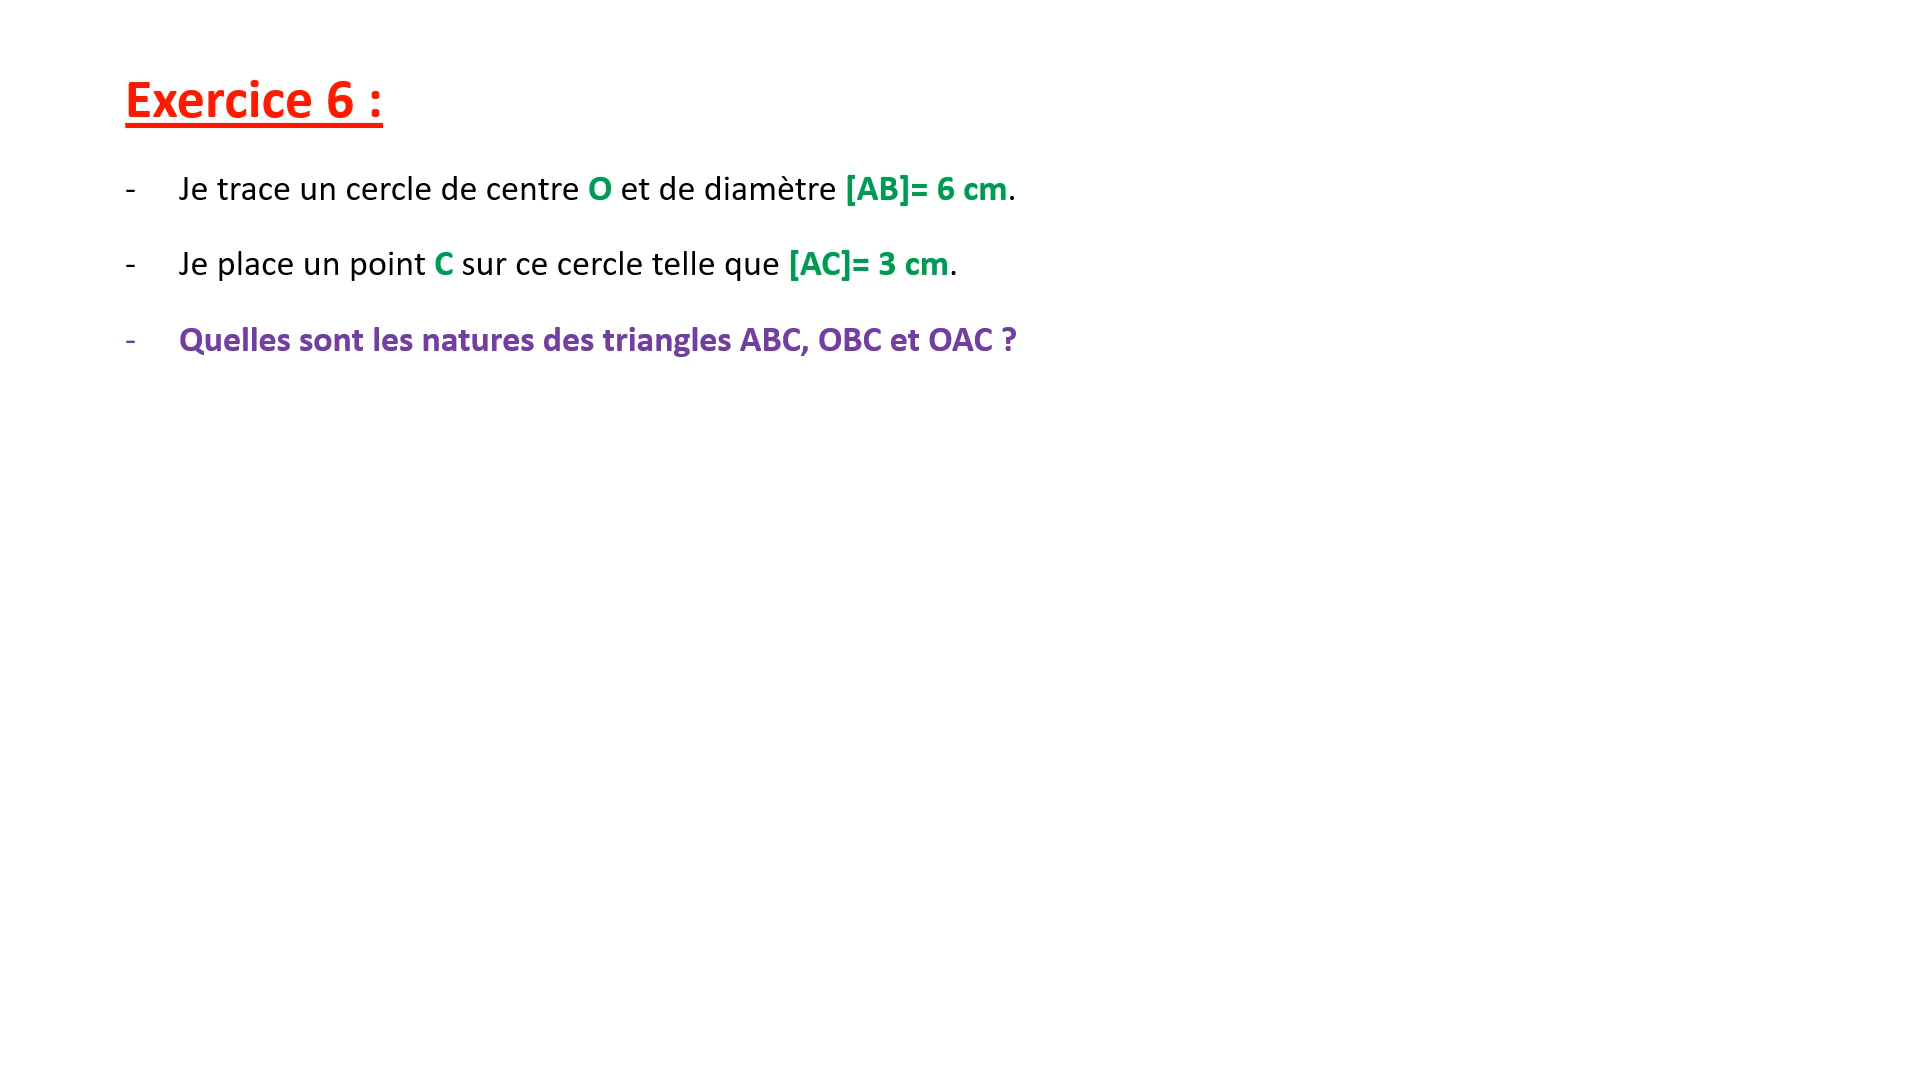 Exercice 6 :
- Je trace un cercle de centre O et de diamètre [AB]= 6 cm.
- Je place un point C sur ce cercle telle que [AC]= 3 cm.
- Quelles sont les natures des triangles ABC, OBC et OAC ?